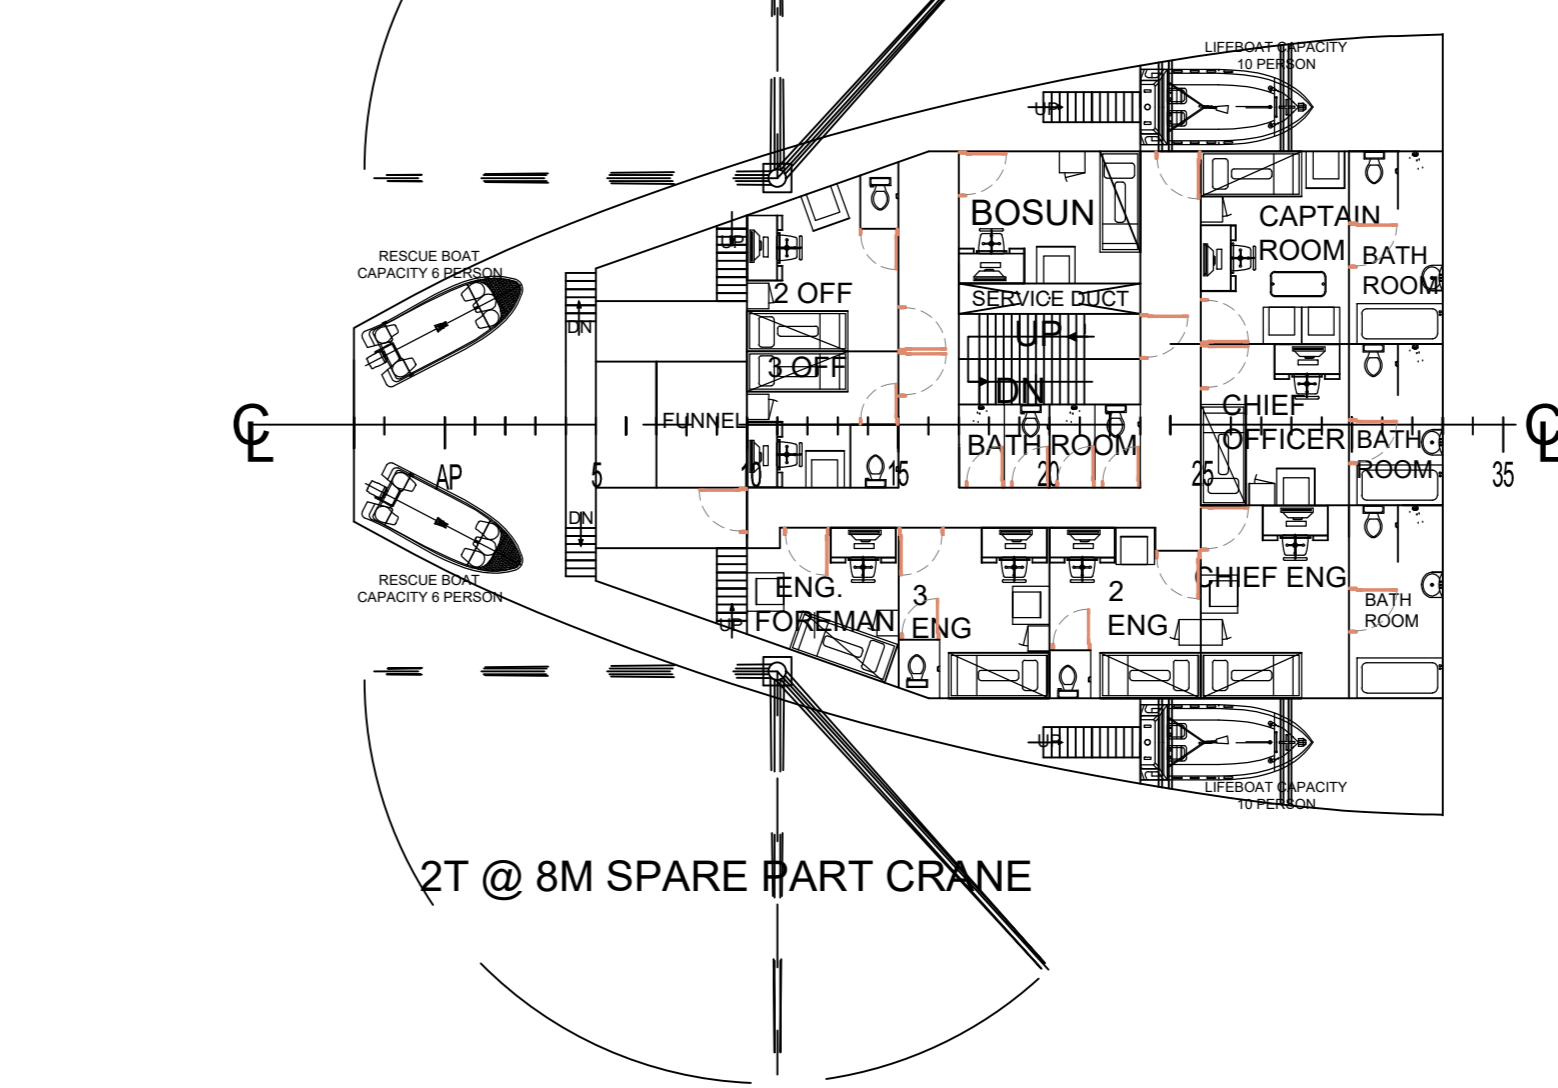 LIFEBOAT CAPACITY
10 PERSON
UP
BOSUN
CAPTAIN
ROOM
BATH
ROOM
UP
RESCUE BOAT
CAPACITY 6 PERSON
2 OFF
SERVICE DUCT
DN
UP
3 OFF
DN
CL
FUNNEL
CHIEF
OFFICER
BATH
ROOM
BATH ROOM
CL
AP
5
10
15
20
25
35
DN
RESCUE BOAT
CAPACITY 6 PERSON
ENG.
FOREMAN
3
ENG
2
ENG
CHIEF ENG
BATH
ROOM
UP
UP
LIFEBOAT CAPACITY
10 PERSON
2T @ 8M SPARE PART CRANE